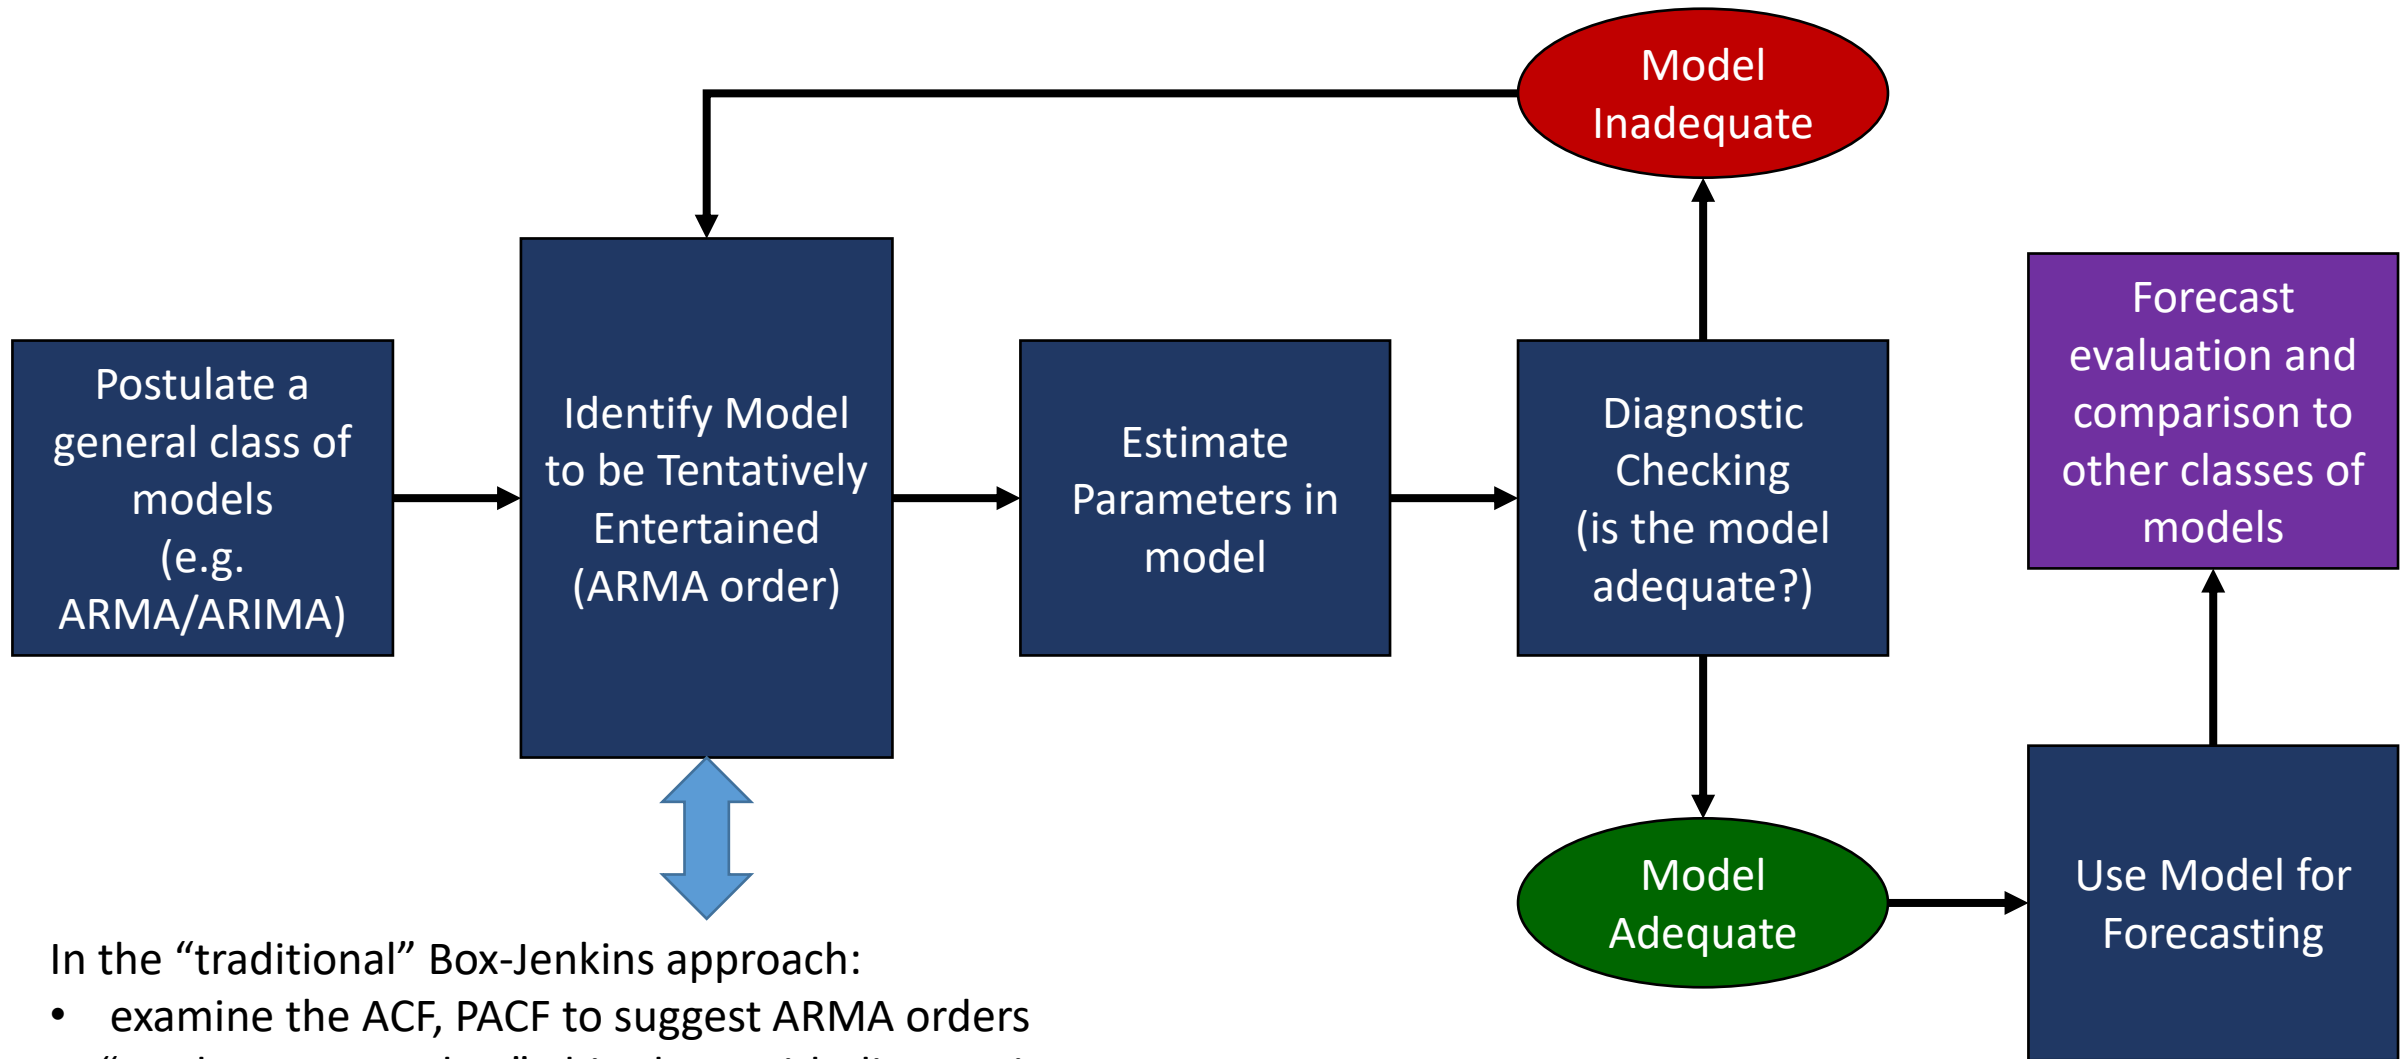 Model
Inadequate
Postulate a
general class of
models
(e.g.
ARMA/ARIMA)
Identify Model
to be Tentatively
Entertained
(ARMA order)
Estimate
Parameters in
model
Diagnostic
Checking
(is the model
adequate?)
Forecast
evaluation and
comparison to
other classes of
models
Model
Adequate
Use Model for
Forecasting
In the “traditional” Box-Jenkins approach:
• examine the ACF, PACF to suggest ARMA orders